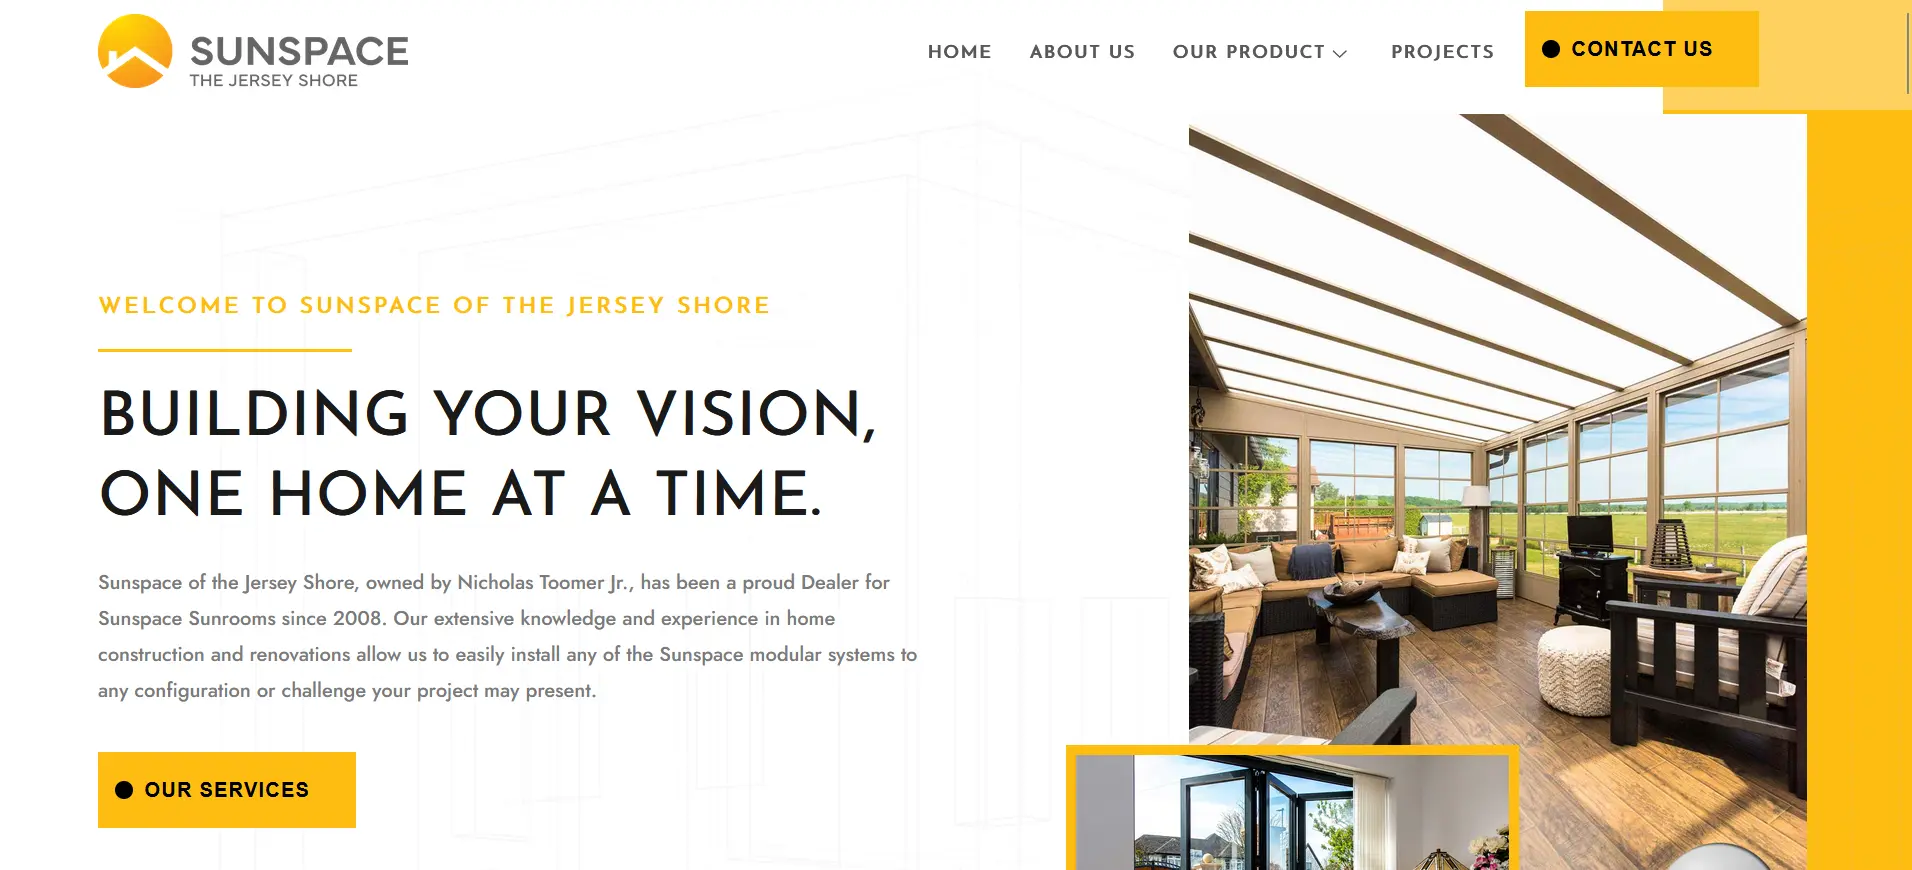 SUNSPACE
THE JERSEY SHORE
HOME
ABOUT US
OUR PRODUCT
PROJECTS
CONTACT US
WELCOME TO SUNSPACE OF THE JERSEY SHORE
BUILDING YOUR VISION,
ONE HOME AT A TIME.
Sunspace of the Jersey Shore, owned by Nicholas Toomer Jr., has been a proud Dealer for
Sunspace Sunrooms since 2008. Our extensive knowledge and experience in home
construction and renovations allow us to easily install any of the Sunspace modular systems to
any configuration or challenge your project may present.
OUR SERVICES